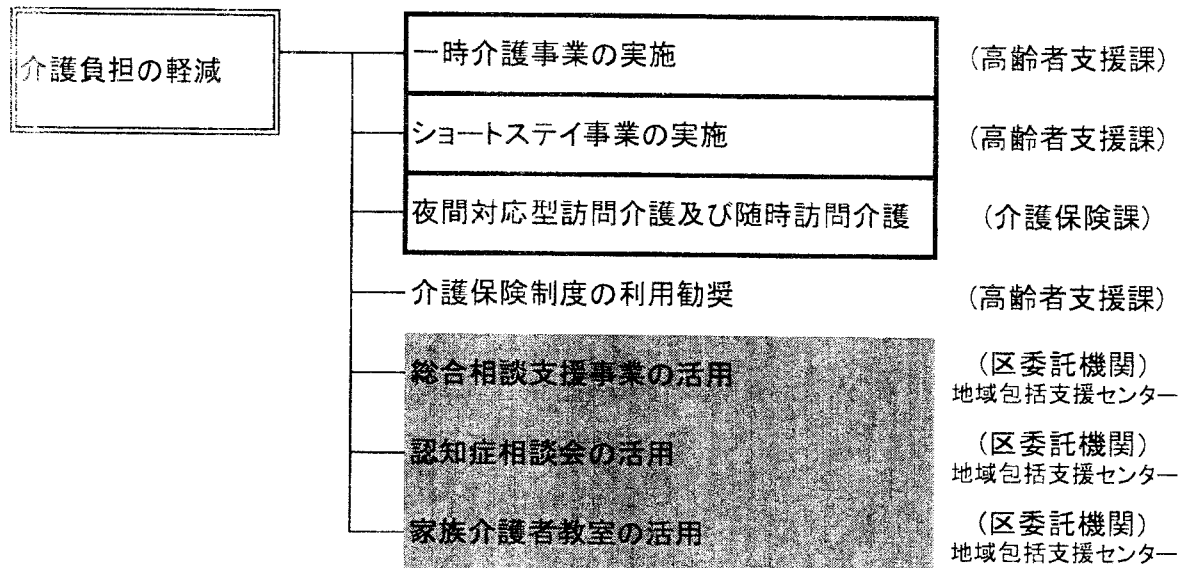 介護負担の軽減
一時介護事業の実施 (高齢者支援課)
ショートステイ事業の実施 (高齢者支援課)
夜間対応型訪問介護及び随時訪問介護 (介護保険課)
介護保険制度の利用勧奨 (高齢者支援課)
総合相談支援事業の活用 (区委託機関)
地域包括支援センター
認知症相談会の活用 (区委託機関)
地域包括支援センター
家族介護者教室の活用 (区委託機関)
地域包括支援センター